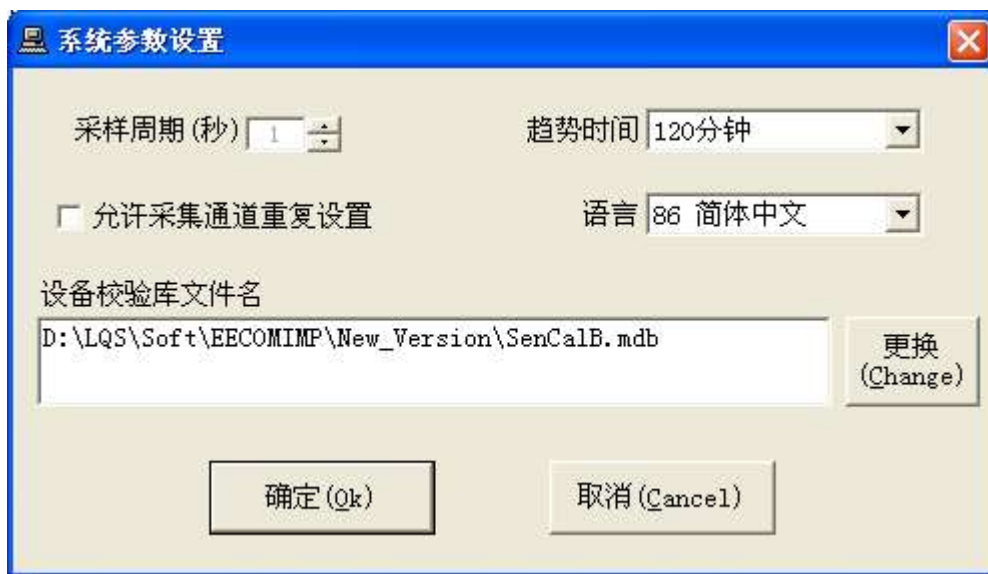 系统参数设置
采样周期(秒) 1 趋势时间 120分钟
允许采集通道重复设置 语言 86 简体中文
设备校验库文件名
D:\LQS\Soft\EECOMIMP\New_Version\SenCalB.mdb
更换
(Change)
确定(Ok) 取消(Cancel)